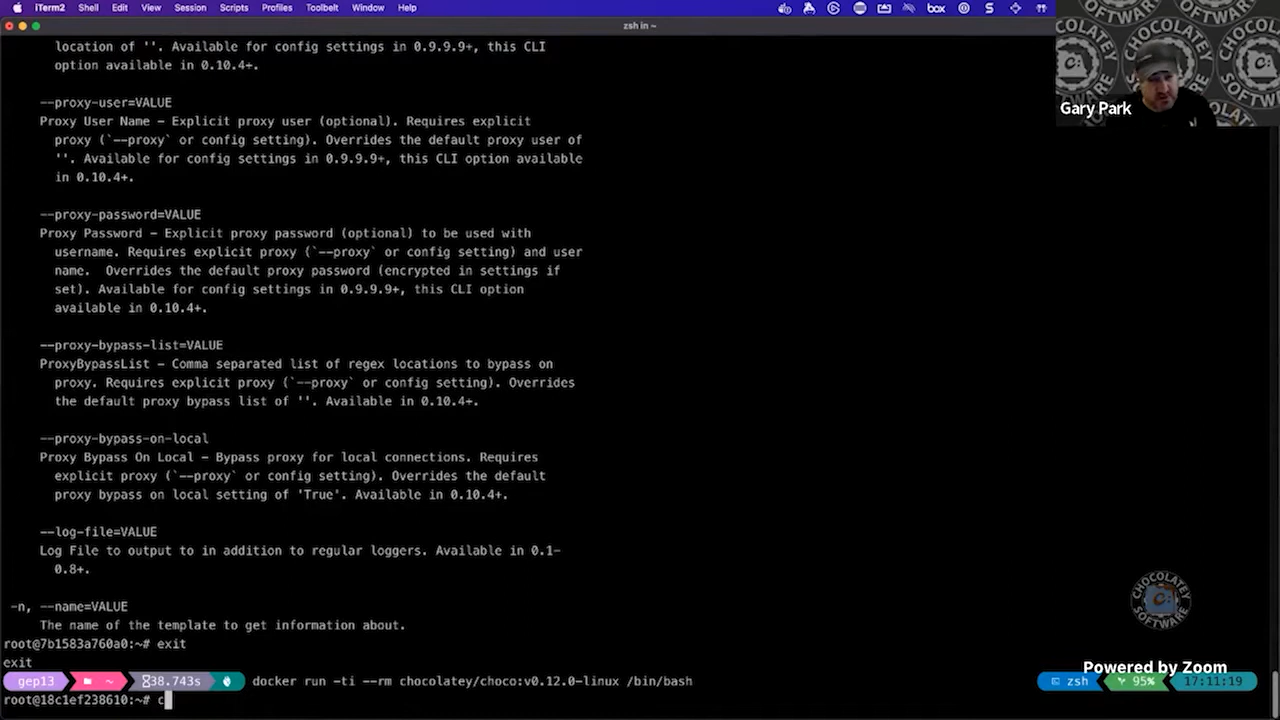 iTerm2 Shell Edit View Session Scripts Profiles Toolbelt Window Help
box
zsh in ~
location of ''. Available for config settings in 0.9.9.9+, this CLI
option available in 0.10.4+.
--proxy-user=VALUE
Proxy User Name - Explicit proxy user (optional). Requires explicit
proxy (`--proxy` or config setting). Overrides the default proxy user of
''. Available for config settings in 0.9.9.9+, this CLI option available
in 0.10.4+.
--proxy-password=VALUE
Proxy Password - Explicit proxy password (optional) to be used with
username. Requires explicit proxy (`--proxy` or config setting) and user
name.  Overrides the default proxy password (encrypted in settings if
set). Available for config settings in 0.9.9.9+, this CLI option
available in 0.10.4+.
--proxy-bypass-list=VALUE
ProxyBypassList - Comma separated list of regex locations to bypass on
proxy. Requires explicit proxy (`--proxy` or config setting). Overrides
the default proxy bypass list of ''. Available in 0.10.4+.
--proxy-bypass-on-local
Proxy Bypass On Local - Bypass proxy for local connections. Requires
explicit proxy (`--proxy` or config setting). Overrides the default
proxy bypass on local setting of 'True'. Available in 0.10.4+.
--log-file=VALUE
Log File to output to in addition to regular loggers. Available in 0.1-
0.8+.
-n, --name=VALUE
The name of the template to get information about.
root@7b1583a760a0:~# exit
exit
gep13 ~ 38.743s docker run -ti --rm chocolatey/choco:v0.12.0-linux /bin/bash zsh 95% 17:11:19
root@18c1ef238610:~# c
Gary Park
CHOCOLATEY SOFTWARE
CHOCOLATEY SOFTWARE
Powered by Zoom